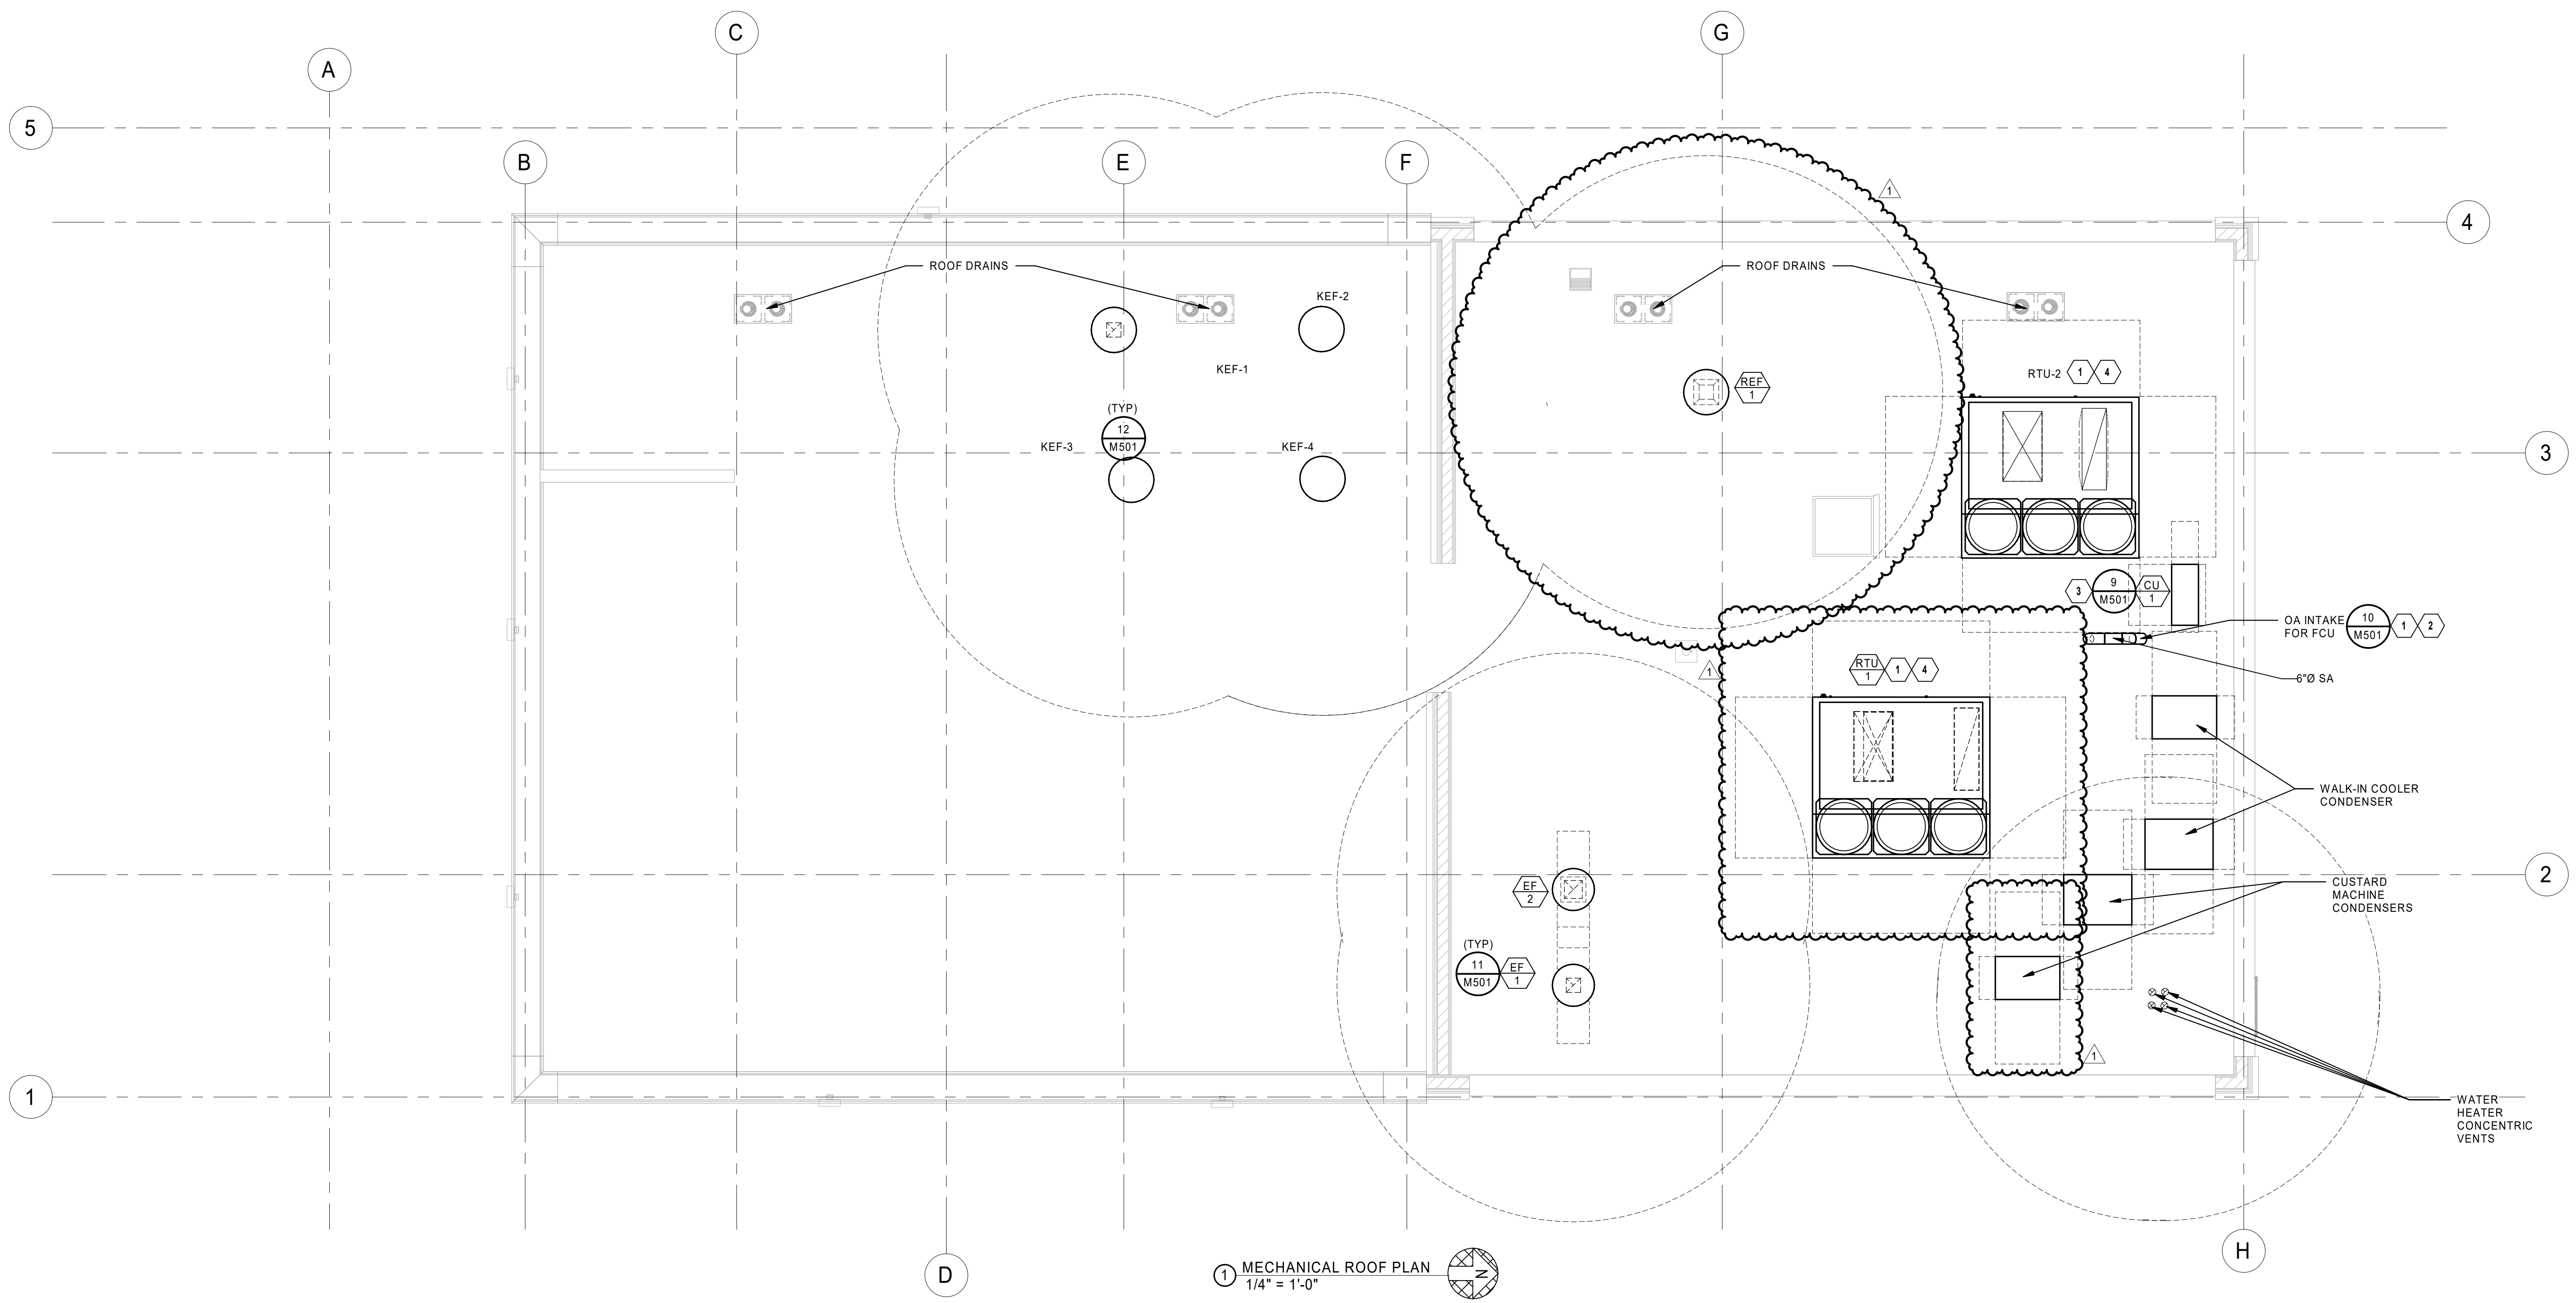 C
G
A
5
B
E
F
1
4
ROOF DRAINS
ROOF DRAINS
KEF-2
KEF-1
RTU-2
1
4
REF
1
(TYP)
12
M501
KEF-3
KEF-4
3
3
9
M501
CU
1
OA INTAKE
FOR FCU
10
M501
1
2
RTU
1
1
4
1
6"Ø SA
WALK-IN COOLER
CONDENSER
2
CUSTARD
MACHINE
CONDENSERS
EF
2
(TYP)
11
M501
EF
1
1
1
WATER
HEATER
CONCENTRIC
VENTS
D
H
1
MECHANICAL ROOF PLAN
1/4" = 1'-0"
N